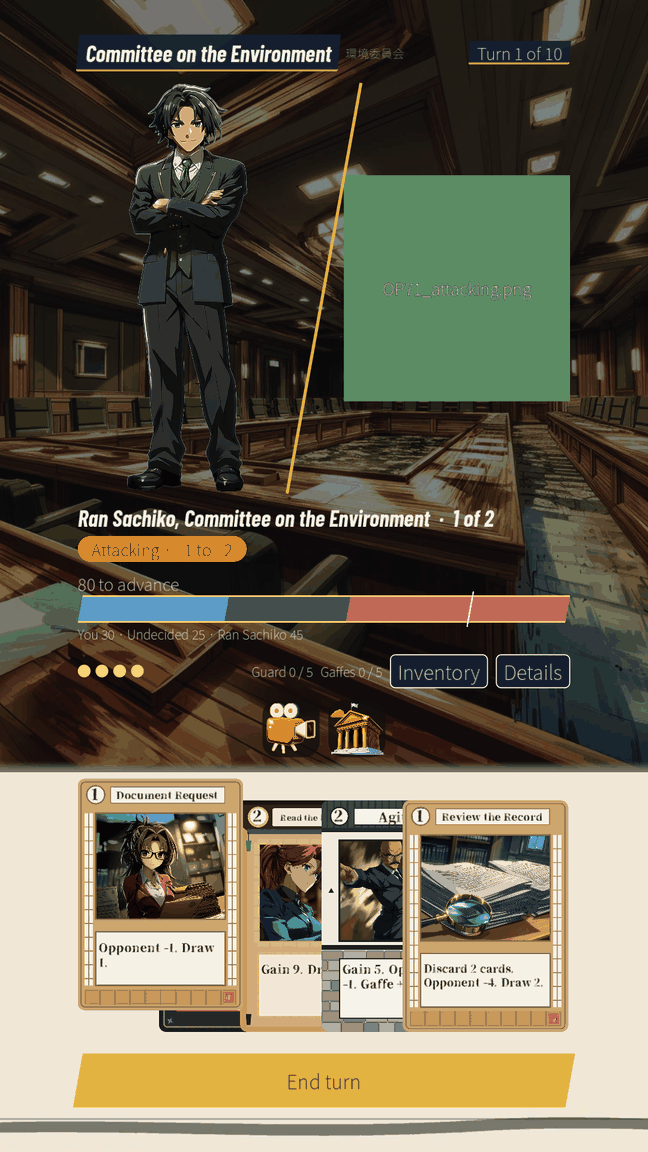 Committee on the Environment 環境委員会
Turn 1 of 10
OP71_attacking.png
Ran Sachiko, Committee on the Environment · 1 of 2
Attacking · 1 to 2
80 to advance
You 30 · Undecided 25 · Ran Sachiko 45
Guard 0 / 5 Gaffes 0 / 5
Inventory
Details
1 Document Request
Opponent -1. Draw
1.
2 Read the
Gain 9.
2
Gain 5.
-1. Gaffe
1 Review the Record
Discard 2 cards.
Opponent -4. Draw 2.
End turn